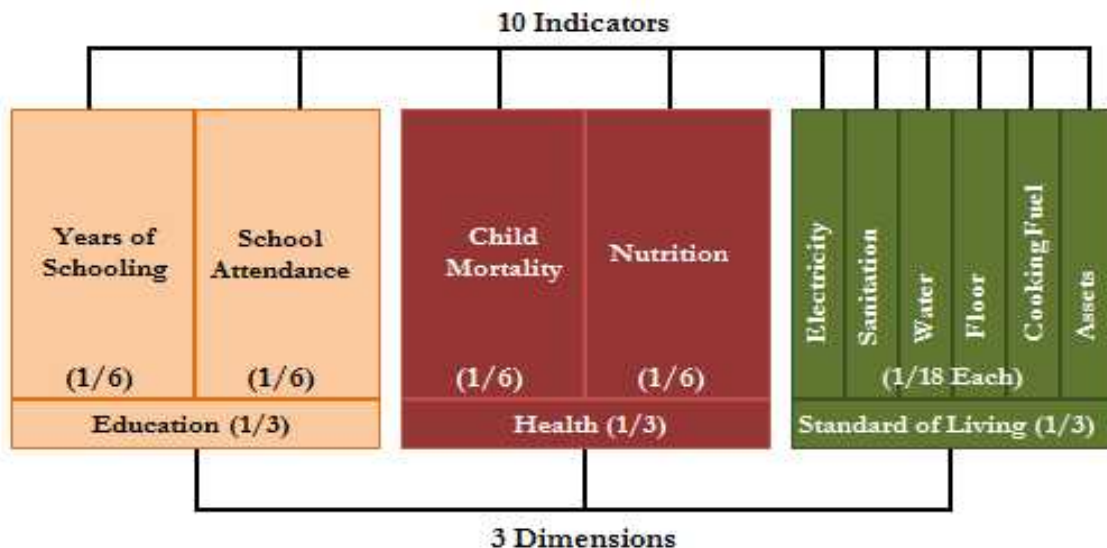 10 Indicators
Years of
Schooling
(1/6)
School
Attendance
(1/6)
Education (1/3)
Child
Mortality
(1/6)
Nutrition
(1/6)
Health (1/3)
Electricity
Sanitation
Water
Floor
Cooking Fuel
Assets
(1/18 Each)
Standard of Living (1/3)
3 Dimensions